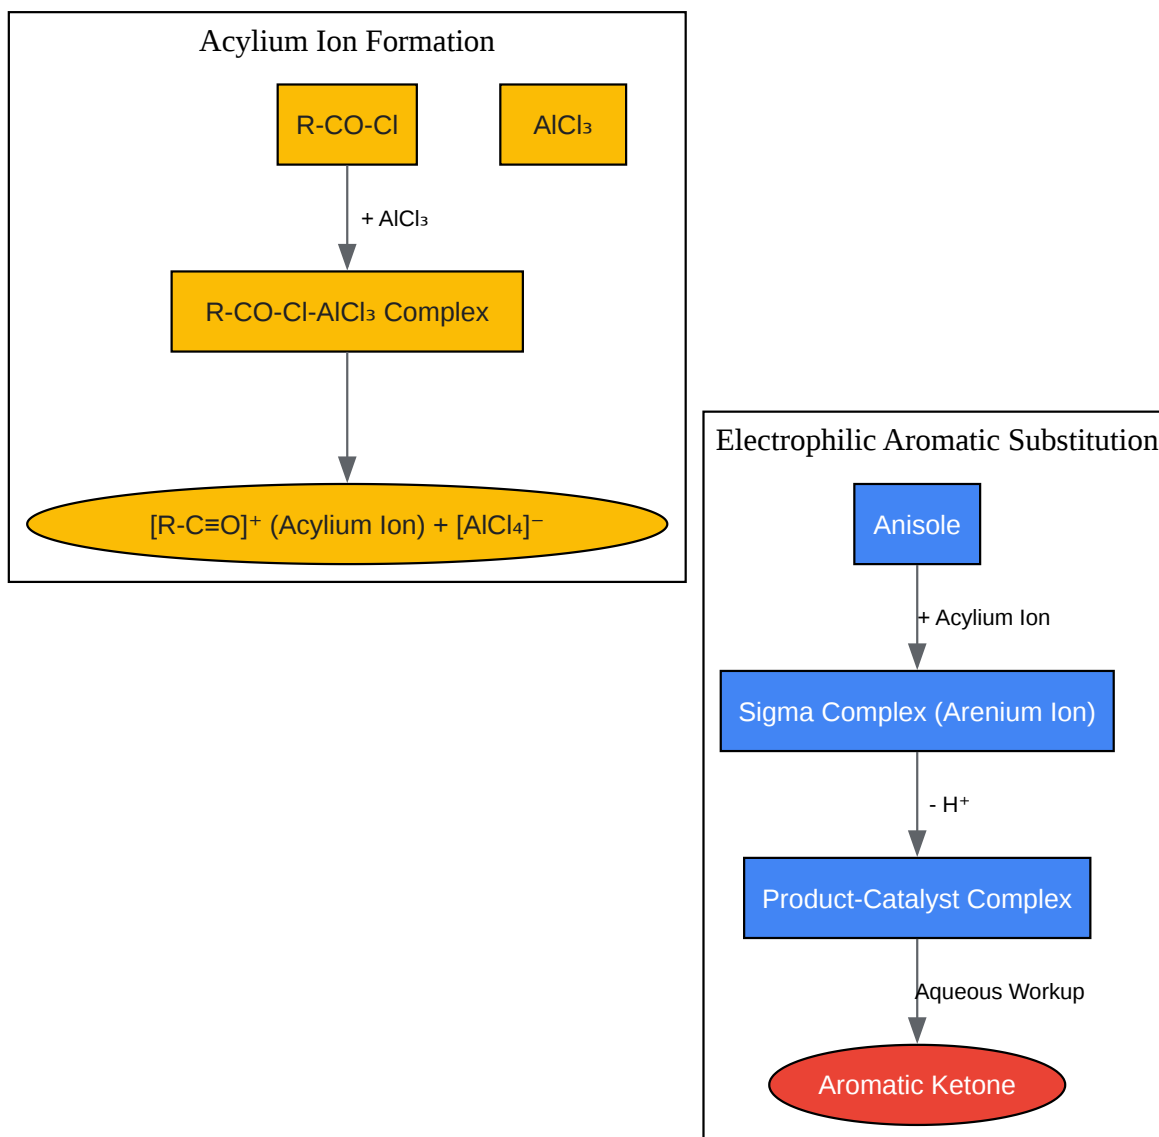 Acylium Ion Formation
R-CO-Cl
AlCl₃
+ AlCl₃
R-CO-Cl-AlCl₃ Complex
[R-C≡O]⁺ (Acylium Ion) + [AlCl₄]⁻
Electrophilic Aromatic Substitution
Anisole
+ Acylium Ion
Sigma Complex (Arenium Ion)
- H⁺
Product-Catalyst Complex
Aqueous Workup
Aromatic Ketone